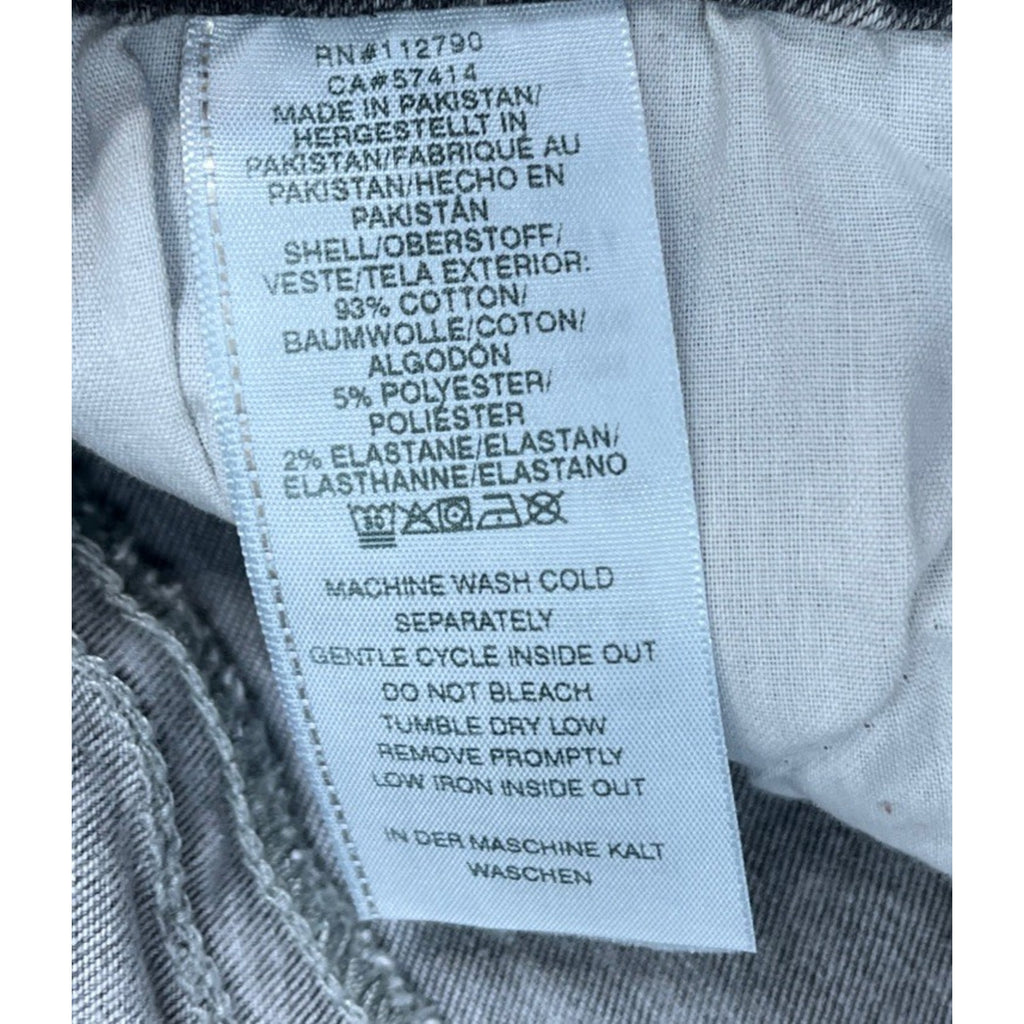 RN#112790
CA#57414
MADE IN PAKISTAN/
HERGESTELLT IN
PAKISTAN/FABRIQUÉ AU
PAKISTAN/HECHO EN
PAKISTÁN
SHELL/OBERSTOFF/
VESTE/TELA EXTERIOR:
93% COTTON/
BAUMWOLLE/COTON/
ALGODÓN
5% POLYESTER/
POLIÉSTER
2% ELASTANE/ELASTAN/
ELASTHANNE/ELASTANO
30
MACHINE WASH COLD
SEPARATELY
GENTLE CYCLE INSIDE OUT
DO NOT BLEACH
TUMBLE DRY LOW
REMOVE PROMPTLY
LOW IRON INSIDE OUT
IN DER MASCHINE KALT
WASCHEN